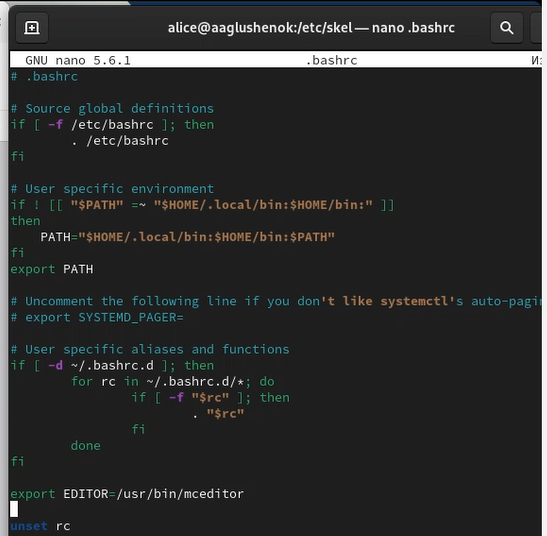 alice@aaglushenok:/etc/skel — nano .bashrc
GNU nano 5.6.1 .bashrc Из
# .bashrc
# Source global definitions
if [ -f /etc/bashrc ]; then
. /etc/bashrc
fi
# User specific environment
if ! [[ "$PATH" =~ "$HOME/.local/bin:$HOME/bin:" ]]
then
PATH="$HOME/.local/bin:$HOME/bin:$PATH"
fi
export PATH
# Uncomment the following line if you don't like systemctl's auto-pagin
# export SYSTEMD_PAGER=
# User specific aliases and functions
if [ -d ~/.bashrc.d ]; then
for rc in ~/.bashrc.d/*; do
if [ -f "$rc" ]; then
. "$rc"
fi
done
fi
export EDITOR=/usr/bin/mceditor
unset rc